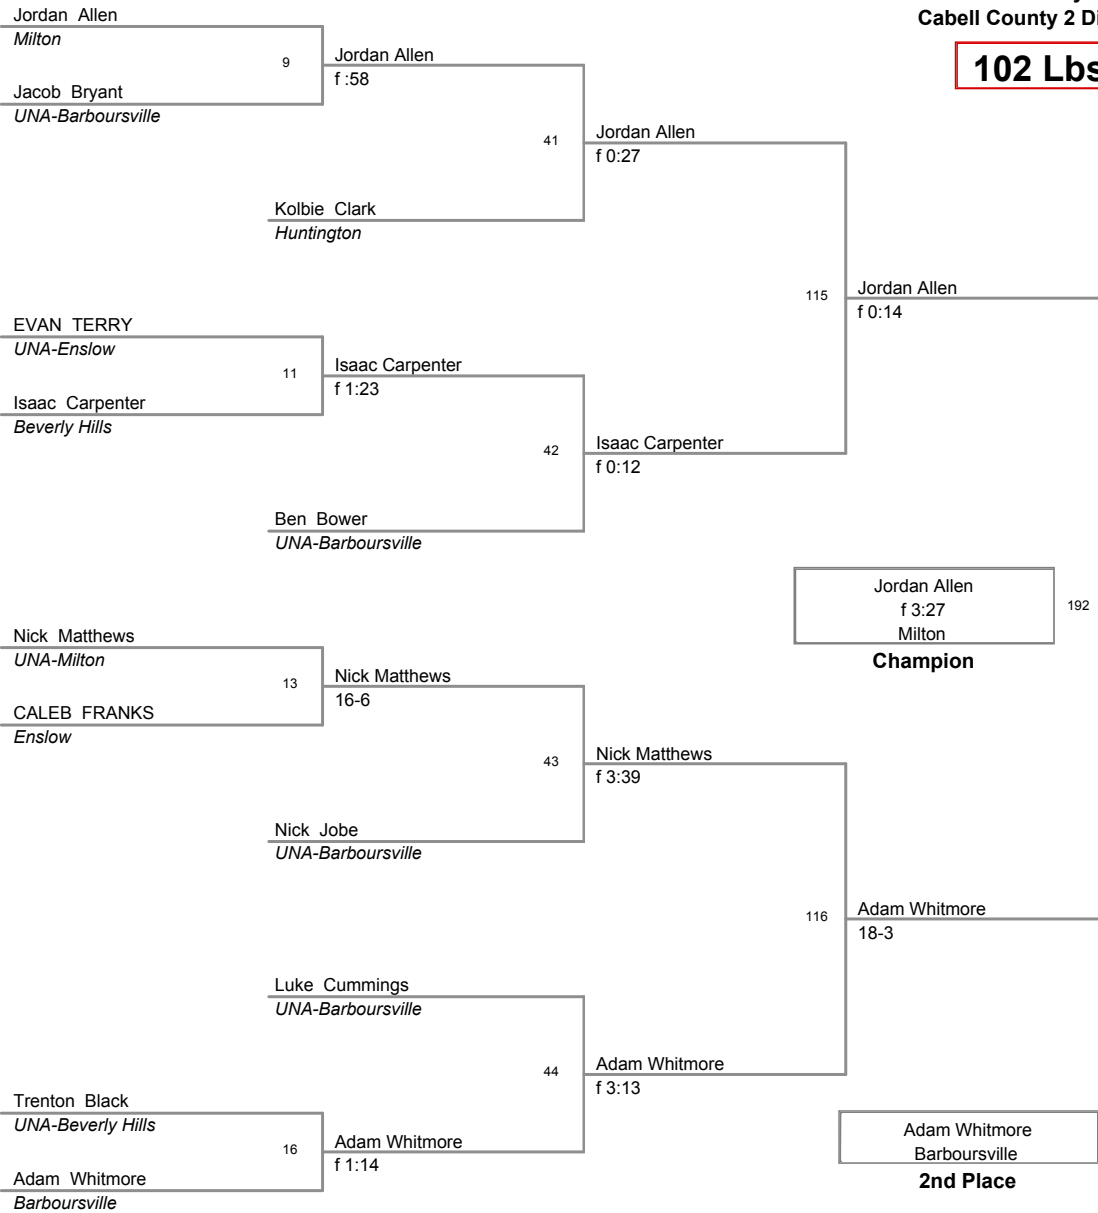 Cabell County 2 Di
102 Lbs
Jordan  Allen
Milton
9
Jordan Allen
f :58
Jacob  Bryant
UNA-Barboursville
41
Jordan Allen
f 0:27
Kolbie  Clark
Huntington
115
Jordan Allen
f 0:14
EVAN  TERRY
UNA-Enslow
11
Isaac Carpenter
f 1:23
Isaac  Carpenter
Beverly Hills
42
Isaac Carpenter
f 0:12
Ben  Bower
UNA-Barboursville
Jordan Allen
f 3:27
Milton
192
Champion
Nick  Matthews
UNA-Milton
13
Nick Matthews
16-6
CALEB  FRANKS
Enslow
43
Nick Matthews
f 3:39
Nick  Jobe
UNA-Barboursville
116
Adam Whitmore
18-3
Luke  Cummings
UNA-Barboursville
44
Adam Whitmore
f 3:13
Trenton  Black
UNA-Beverly Hills
16
Adam Whitmore
f 1:14
Adam  Whitmore
Barboursville
Adam Whitmore
Barboursville
2nd Place